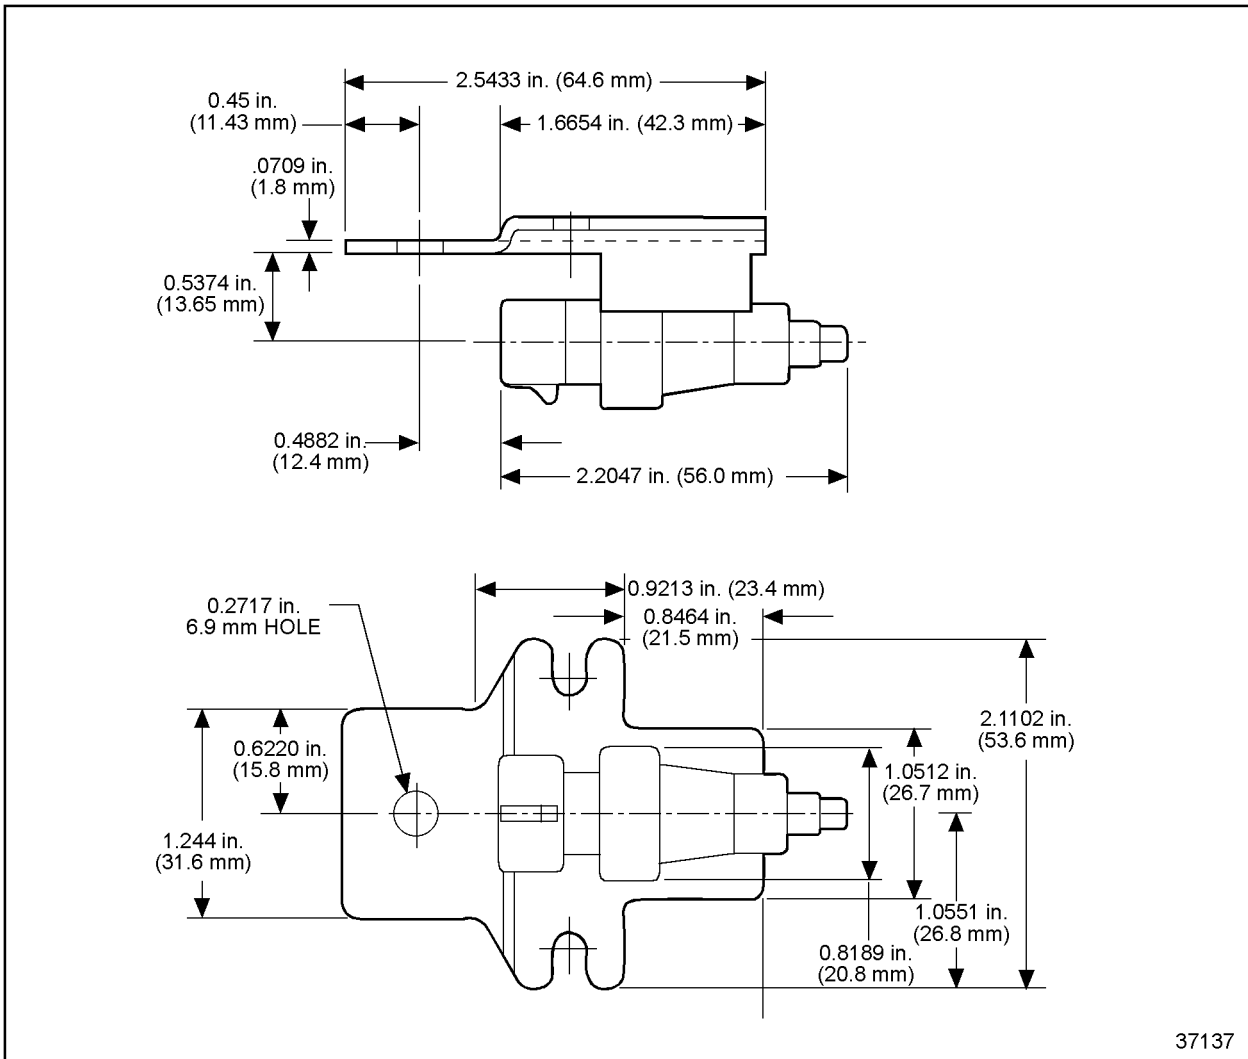 2.5433 in. (64.6 mm)
0.45 in.
(11.43 mm)
1.6654 in. (42.3 mm)
.0709 in.
(1.8 mm)
0.5374 in.
(13.65 mm)
0.4882 in.
(12.4 mm)
2.2047 in. (56.0 mm)
0.9213 in. (23.4 mm)
0.2717 in.
6.9 mm HOLE
0.8464 in.
(21.5 mm)
2.1102 in.
(53.6 mm)
0.6220 in.
(15.8 mm)
1.0512 in.
(26.7 mm)
1.244 in.
(31.6 mm)
1.0551 in.
(26.8 mm)
0.8189 in.
(20.8 mm)
37137